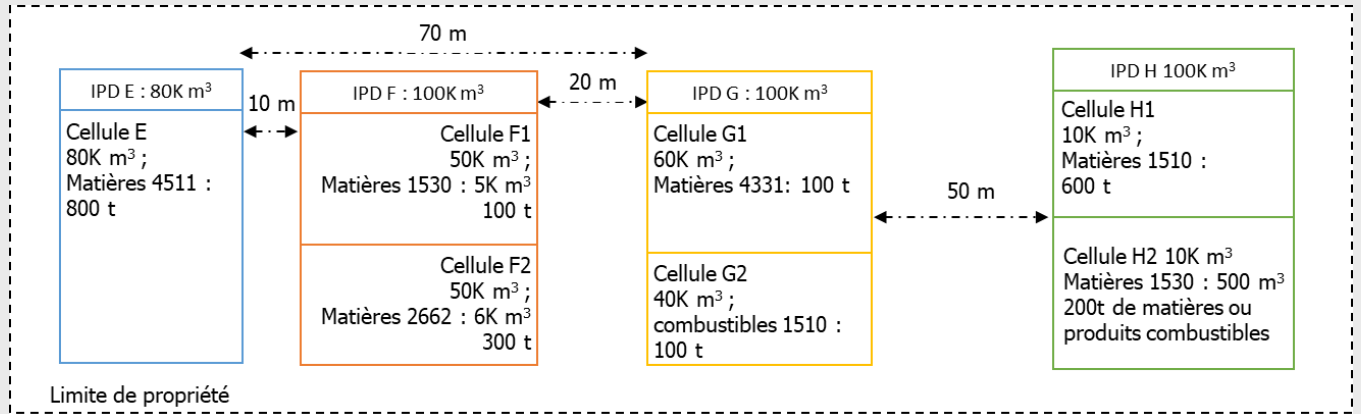 70 m
IPD E : 80K m³
10 m
IPD F : 100K m³
20 m
IPD G : 100K m³
IPD H 100K m³
Cellule E
80K m³ ;
Matières 4511 :
800 t
Cellule F1
50K m³ ;
Matières 1530 : 5K m³
100 t
Cellule F2
50K m³ ;
Matières 2662 : 6K m³
300 t
Cellule G1
60K m³ ;
Matières 4331: 100 t
Cellule G2
40K m³ ;
combustibles 1510 :
100 t
50 m
Cellule H1
10K m³ ;
Matières 1510 :
600 t
Cellule H2 10K m³
Matières 1530 : 500 m³
200t de matières ou
produits combustibles
Limite de propriété